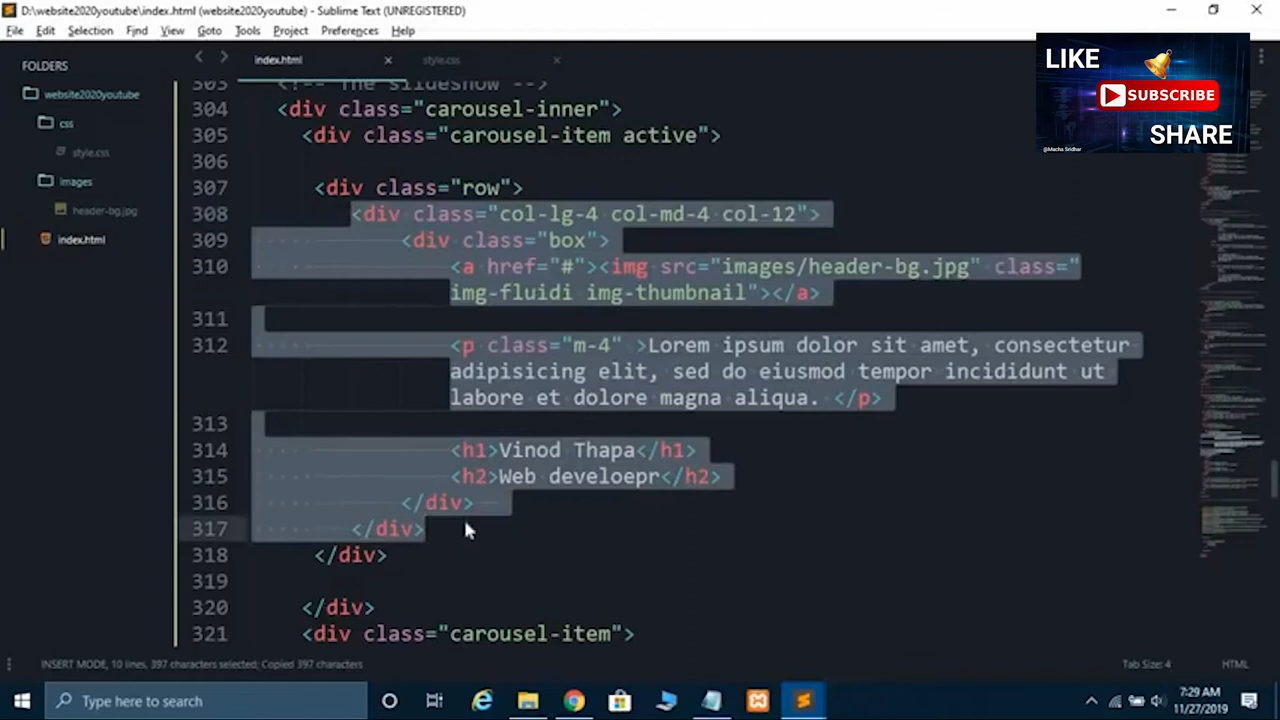 D:\website2020youtube\index.html (website2020youtube) - Sublime Text (UNREGISTERED)
File Edit Selection Find View Goto Tools Project Preferences Help
FOLDERS
website2020youtube
css
style.css
images
header-bg.jpg
index.html
index.html
style.css
LIKE
SUBSCRIBE
SHARE
@Macha Sridhar
303 <!-- The slideshow -->
304 <div class="carousel-inner">
305 <div class="carousel-item active">
306
307 <div class="row">
308 <div class="col-lg-4 col-md-4 col-12">
309 <div class="box">
310 <a href="#"><img src="images/header-bg.jpg" class="
img-fluidi img-thumbnail"></a>
311
312 <p class="m-4" >Lorem ipsum dolor sit amet, consectetur
adipisicing elit, sed do eiusmod tempor incididunt ut
labore et dolore magna aliqua. </p>
313
314 <h1>Vinod Thapa</h1>
315 <h2>Web develoepr</h2>
316 </div>
317 </div>
318 </div>
319
320 </div>
321 <div class="carousel-item">
INSERT MODE, 10 lines, 397 characters selected; Copied 397 characters
Tab Size: 4
HTML
Type here to search
7:29 AM
11/27/2019